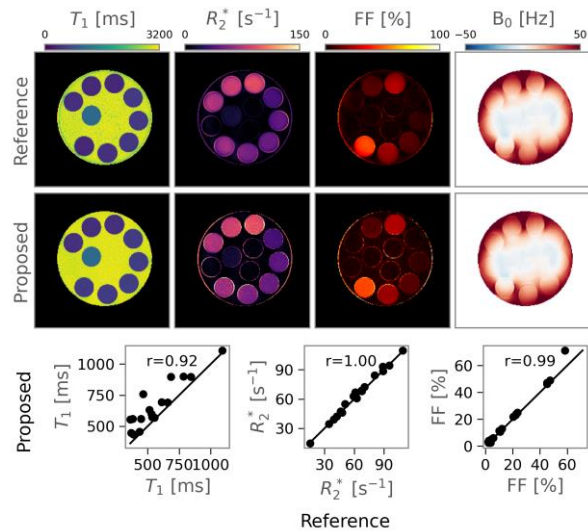 T₁ [ms] R₂* [s⁻¹] FF [%] B₀ [Hz]
0 3200 0 150 0 100 −50 50
Reference
Proposed
Proposed
T₁ [ms]
1000
750
500
r=0.92
500 750 1000
T₁ [ms]
R₂* [s⁻¹]
90
60
30
r=1.00
30 60 90
R₂* [s⁻¹]
FF [%]
60
40
20
0
r=0.99
0 20 40 60
FF [%]
Reference